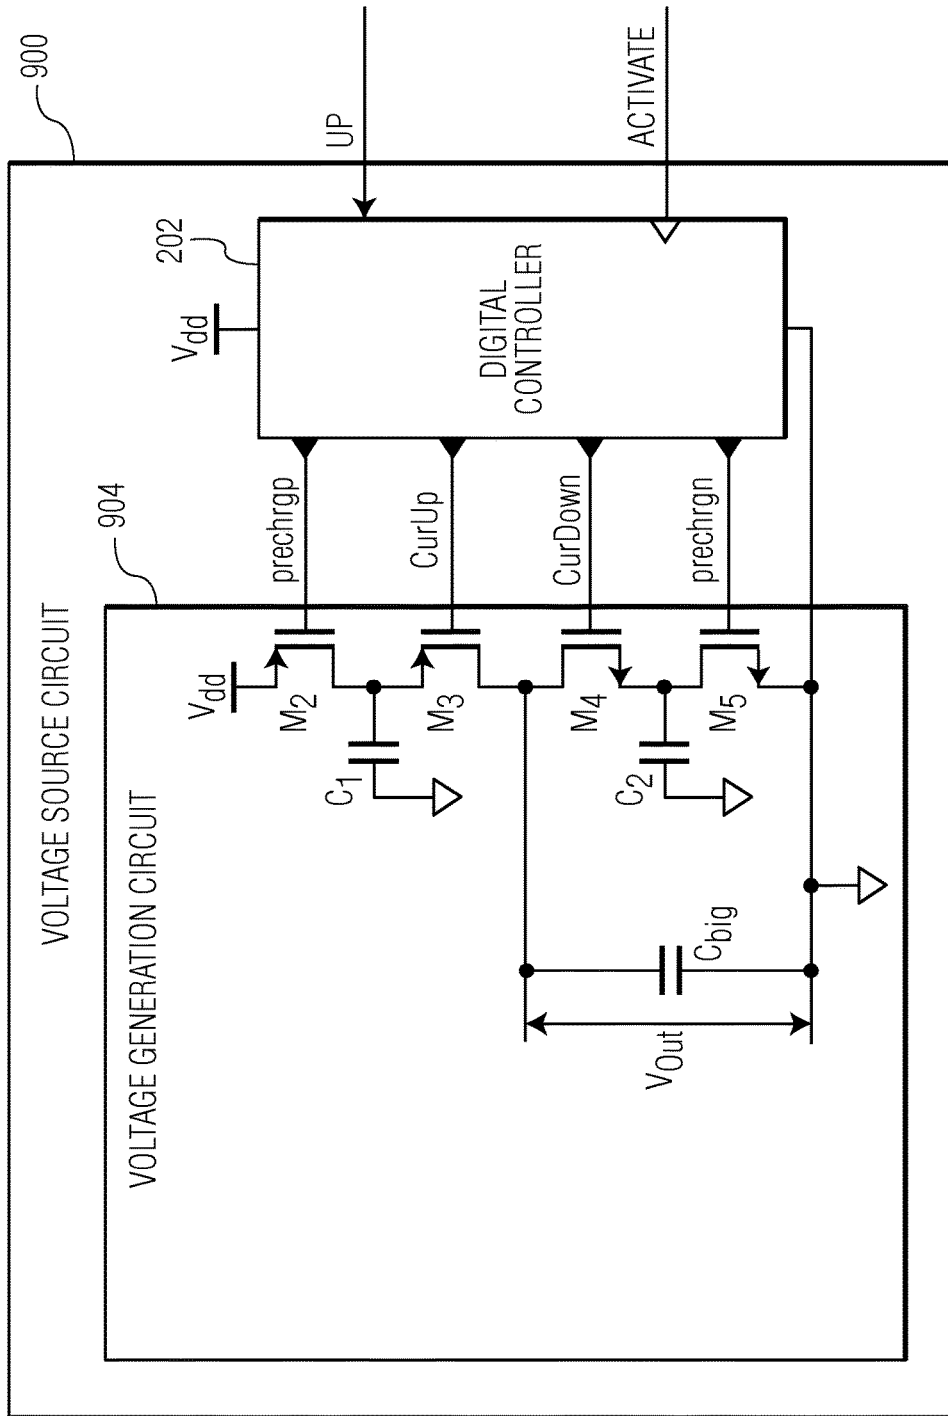 VOLTAGE SOURCE CIRCUIT
900
VOLTAGE GENERATION CIRCUIT
904
202
Vdd
Vdd
prechrgp
CurUp
CurDown
prechrgn
DIGITAL
CONTROLLER
UP
ACTIVATE
M2
M3
M4
M5
C1
C2
Cbig
VOut